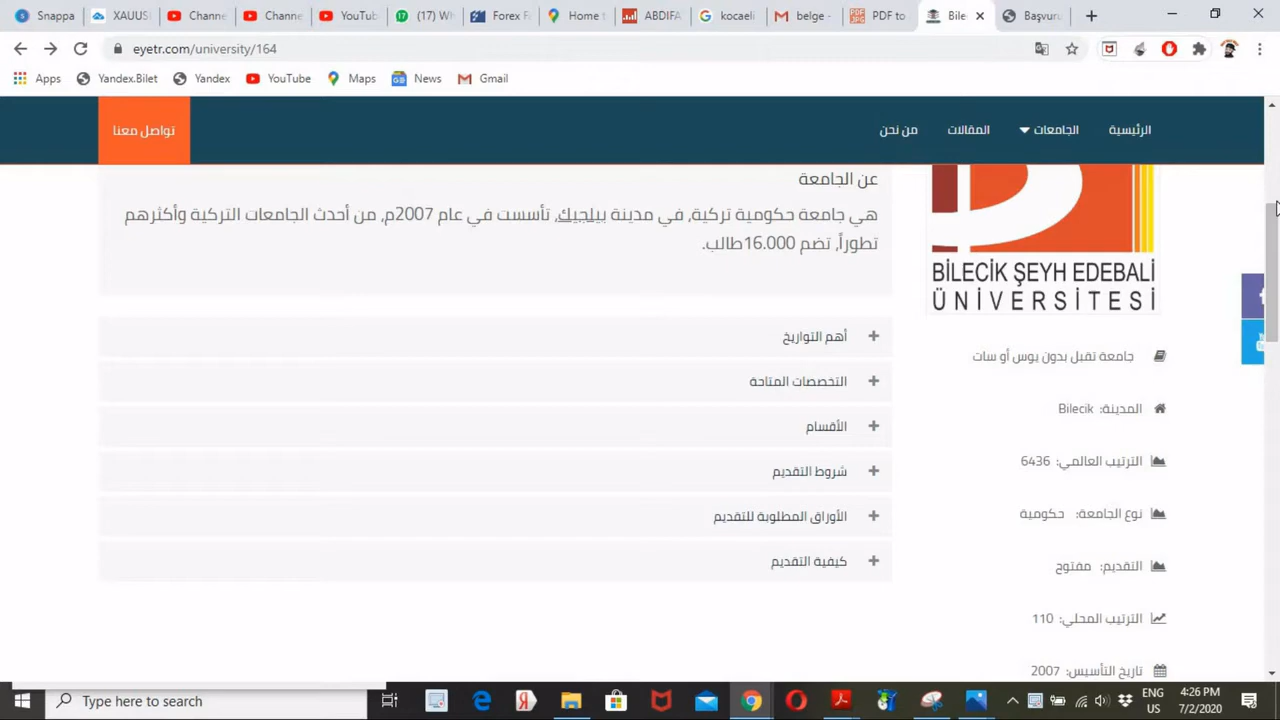 Snappa
XAUUS
Channe
Channe
YouTub
(17) Wh
Forex F
Home t
ABDIFA
kocaeli
belge -
PDF to
Bile
Başvuru
eyetr.com/university/164
Apps
Yandex.Bilet
Yandex
YouTube
Maps
News
Gmail
الرئيسية
الجامعات
المقالات
من نحن
تواصل معنا
عن الجامعة
هي جامعة حكومية تركية، في مدينة بيلجيك، تأسست في عام 2007م، من أحدث الجامعات التركية وأكثرهم
تطوراً، تضم 16.000طالب.
BİLECİK ŞEYH EDEBALİ
ÜNİVERSİTESİ
أهم التواريخ
التخصصات المتاحة
الأقسام
شروط التقديم
الأوراق المطلوبة للتقديم
كيفية التقديم
جامعة تقبل بدون يوس أو سات
المدينة: Bilecik
الترتيب العالمي: 6436
نوع الجامعة: حكومية
التقديم: مفتوح
الترتيب المحلي: 110
تاريخ التأسيس: 2007
Type here to search
ENG
US
4:26 PM
7/2/2020